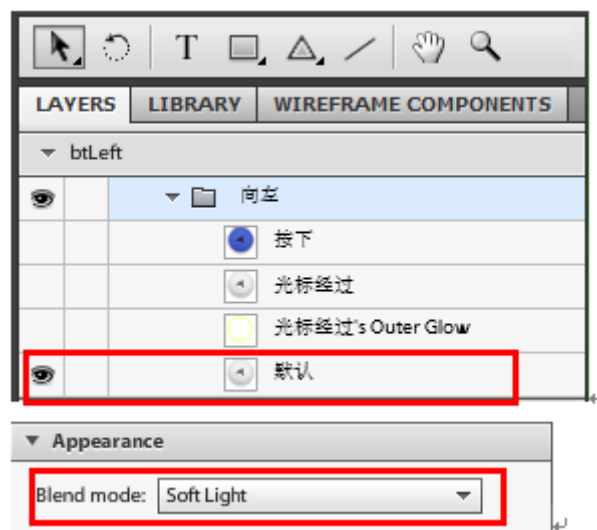 T
LAYERS LIBRARY WIREFRAME COMPONENTS
btLeft
向左
按下
光标经过
光标经过's Outer Glow
默认
Appearance
Blend mode: Soft Light